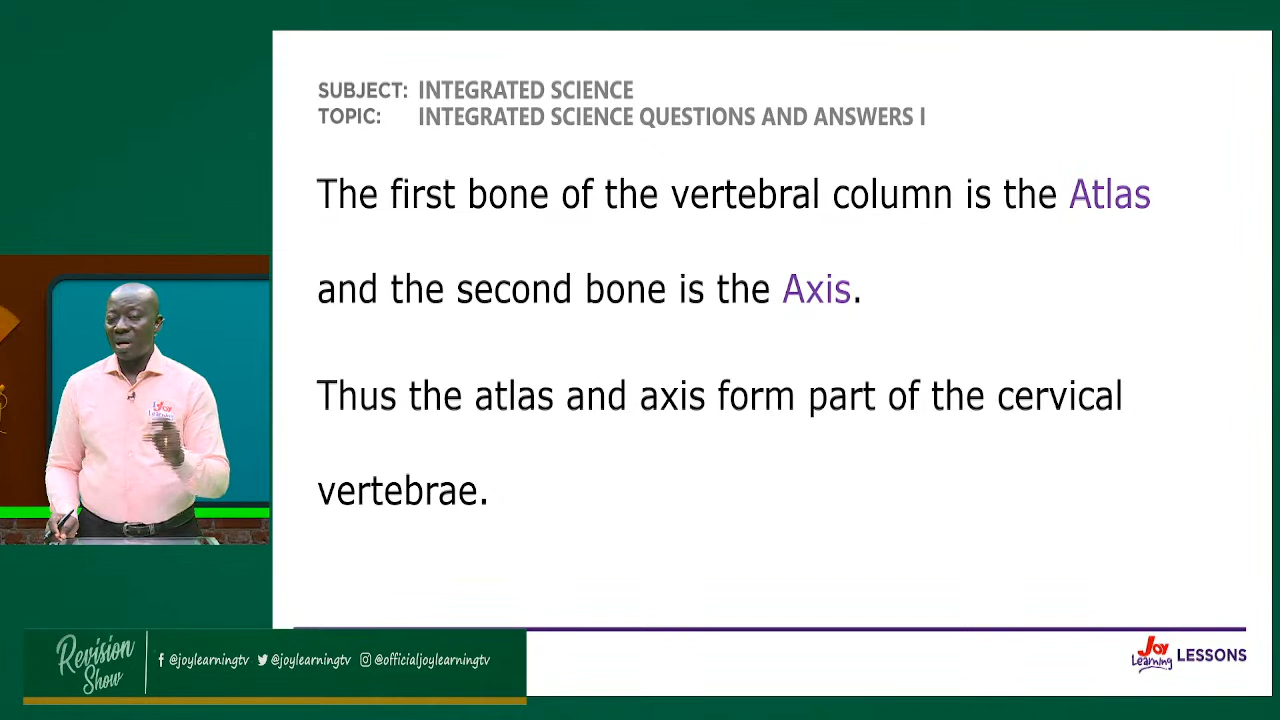 SUBJECT: INTEGRATED SCIENCE
TOPIC: INTEGRATED SCIENCE QUESTIONS AND ANSWERS I
The first bone of the vertebral column is the Atlas
and the second bone is the Axis.
Thus the atlas and axis form part of the cervical
vertebrae.
Joy
Learning
Revision
Show
@joylearningtv @joylearningtv @officialjoylearningtv
Joy
Learning LESSONS